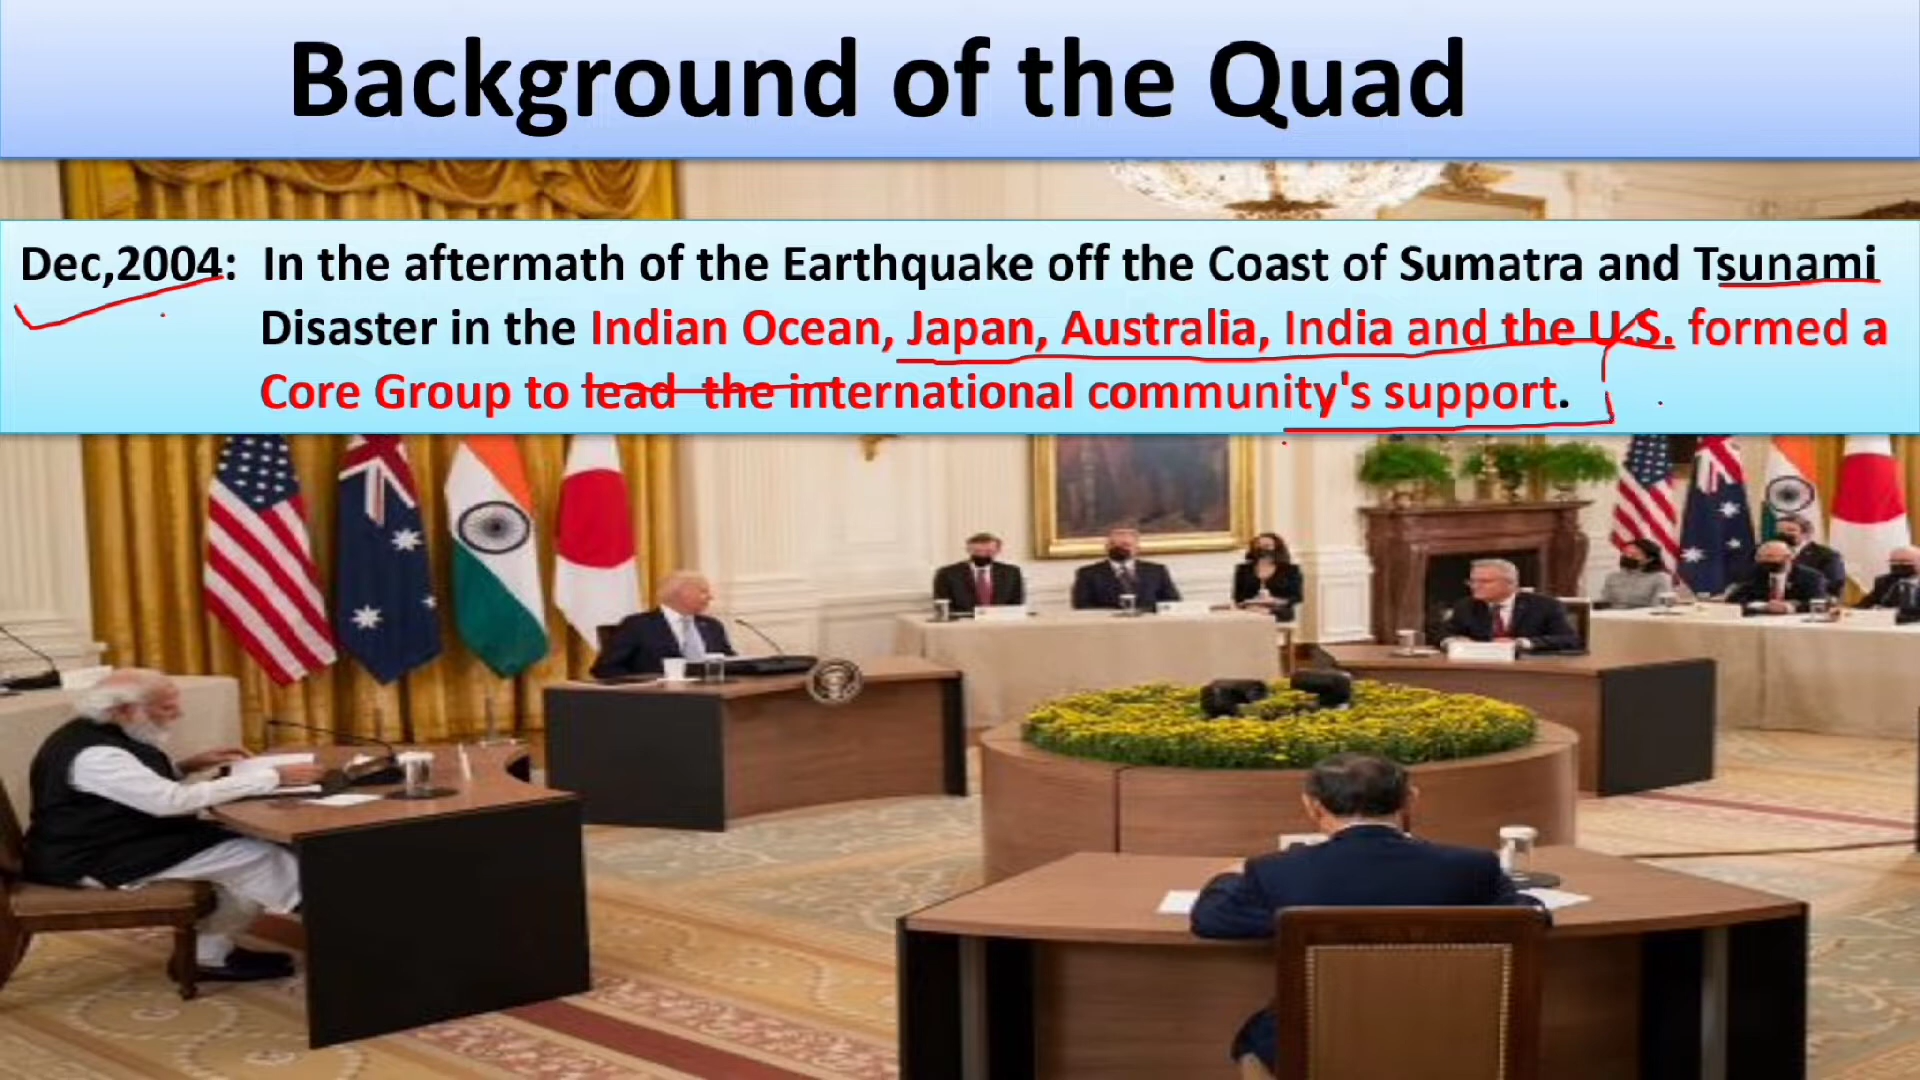 Background of the Quad
Dec,2004: In the aftermath of the Earthquake off the Coast of Sumatra and Tsunami
Disaster in the Indian Ocean, Japan, Australia, India and the U.S. formed a
Core Group to lead the international community's support.